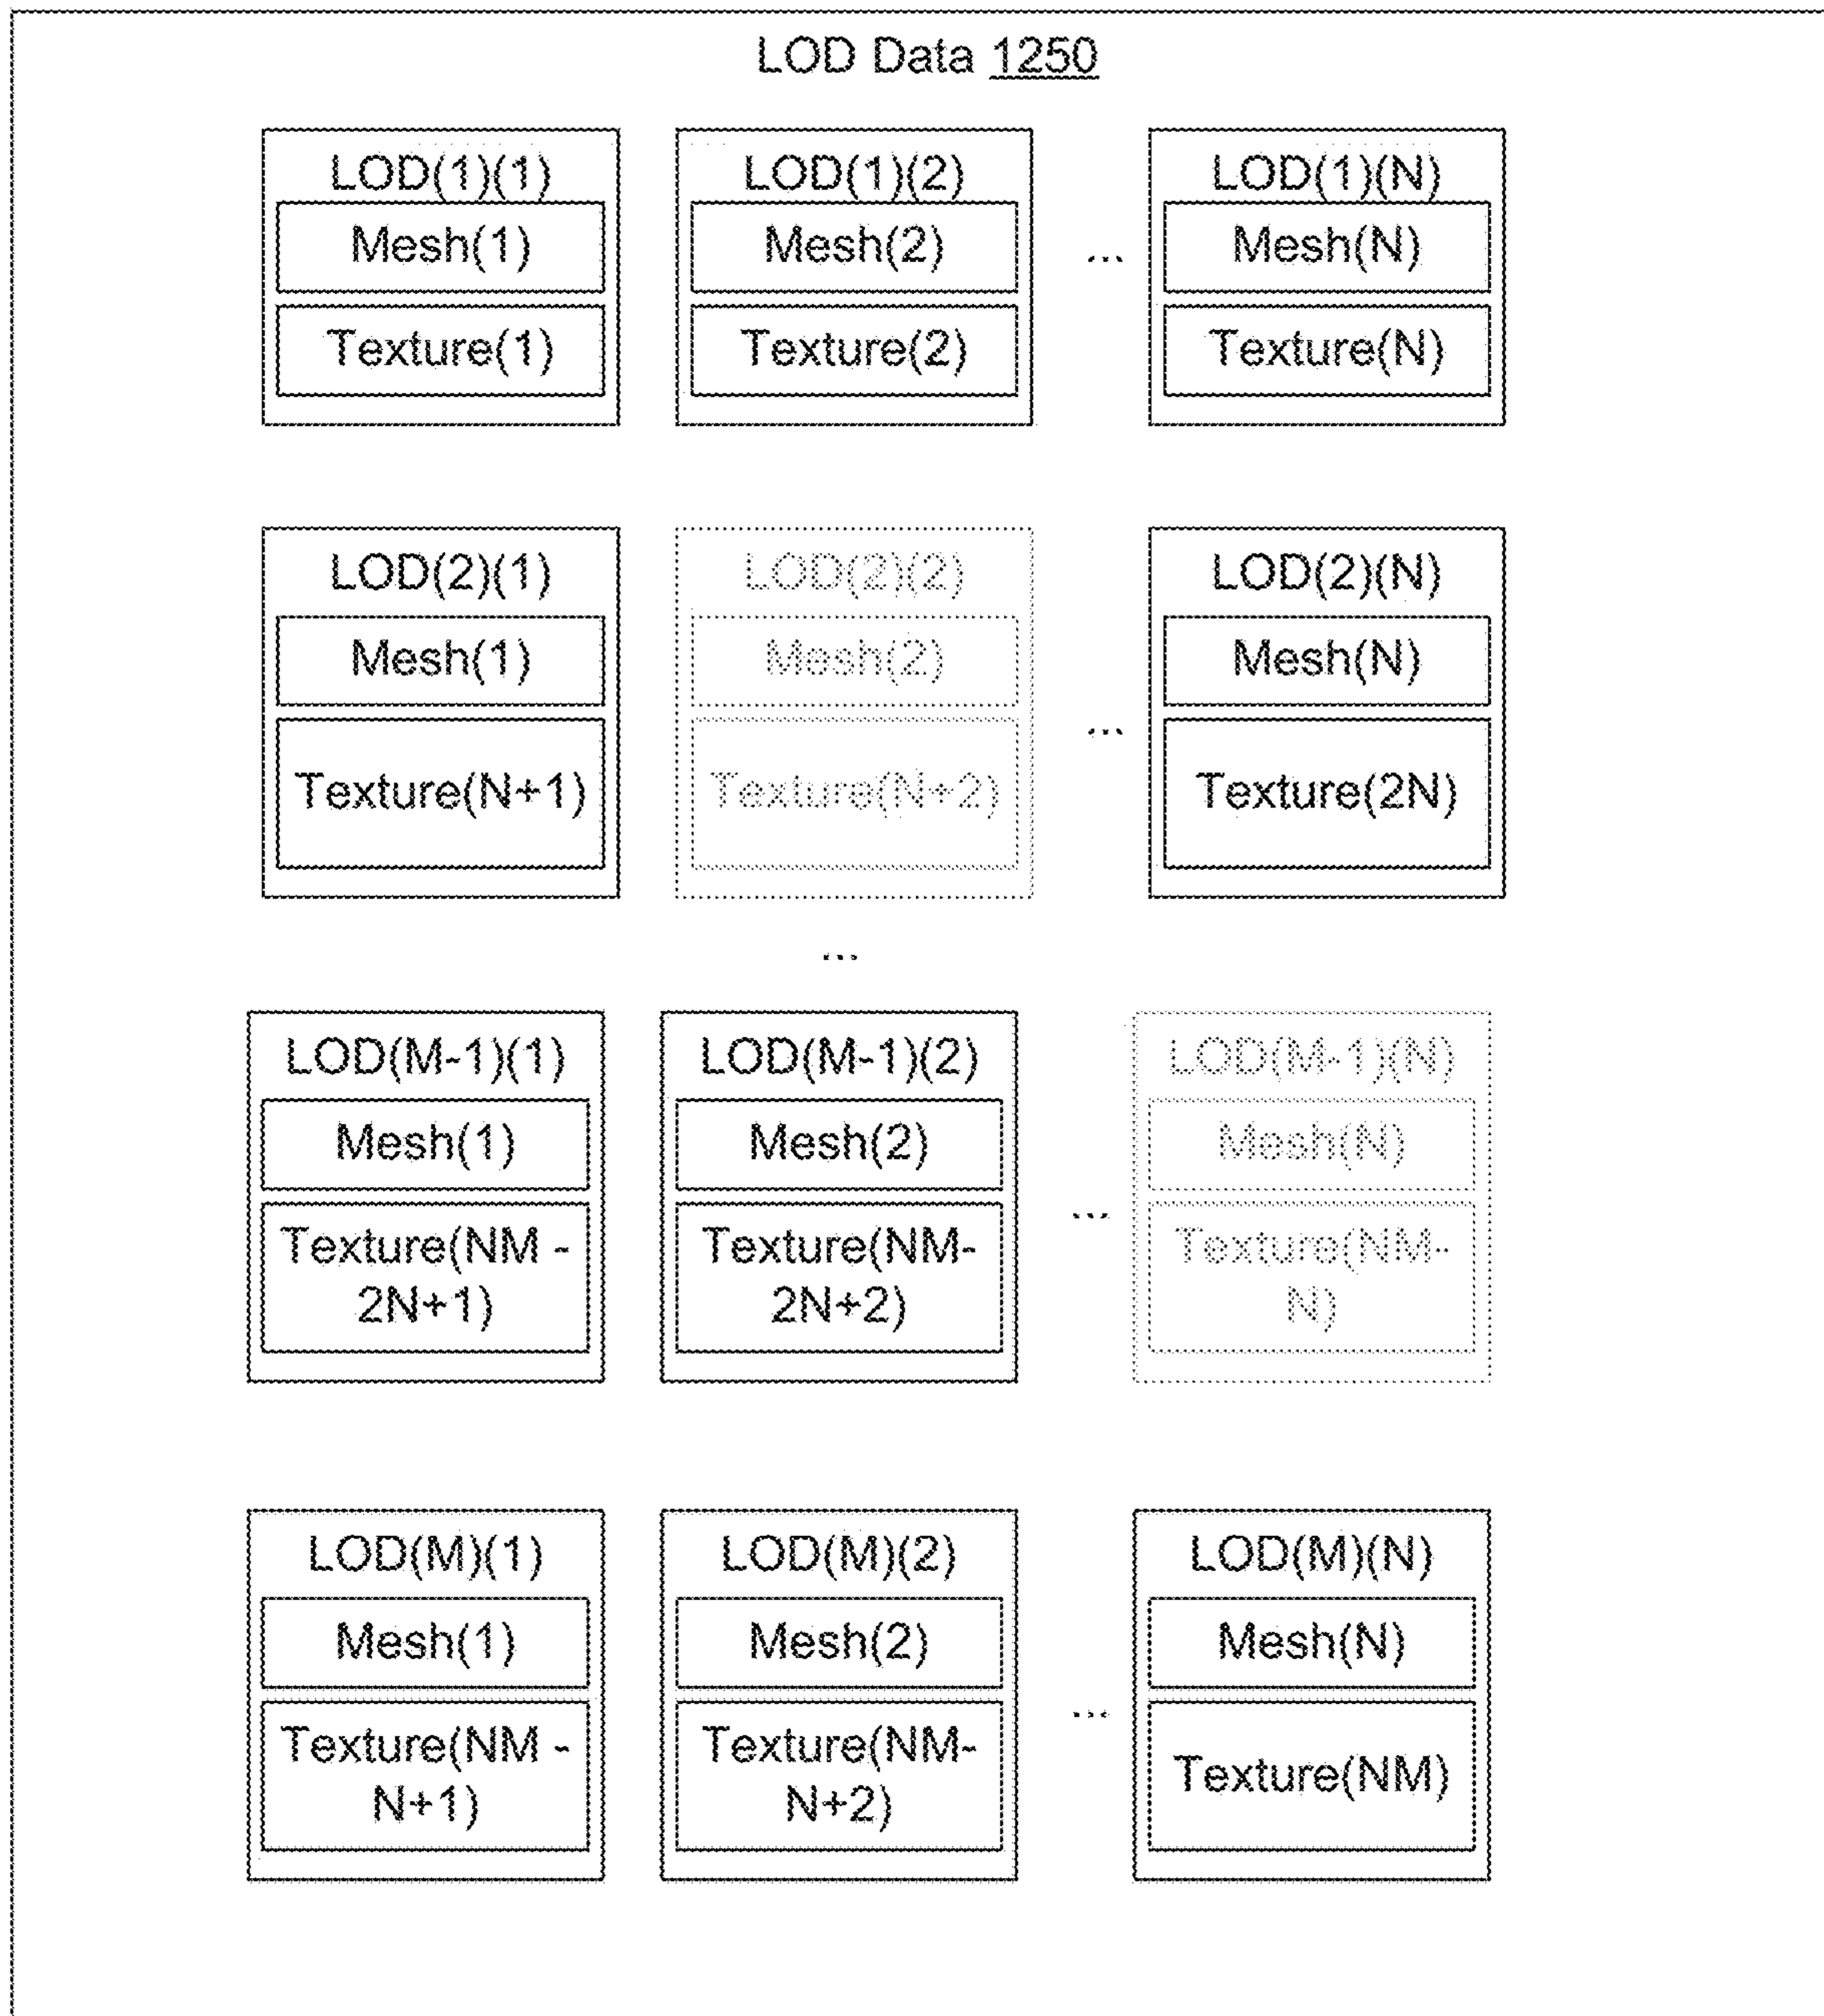 LOD Data 1250
LOD(1)(1)
Mesh(1)
Texture(1)
LOD(1)(2)
Mesh(2)
Texture(2)
...
LOD(1)(N)
Mesh(N)
Texture(N)
LOD(2)(1)
Mesh(1)
Texture(N+1)
LOD(2)(2)
Mesh(2)
Texture(N+2)
...
LOD(2)(N)
Mesh(N)
Texture(2N)
...
LOD(M-1)(1)
Mesh(1)
Texture(NM -
2N+1)
LOD(M-1)(2)
Mesh(2)
Texture(NM-
2N+2)
...
LOD(M-1)(N)
Mesh(N)
Texture(NM-
N)
LOD(M)(1)
Mesh(1)
Texture(NM -
N+1)
LOD(M)(2)
Mesh(2)
Texture(NM-
N+2)
...
LOD(M)(N)
Mesh(N)
Texture(NM)